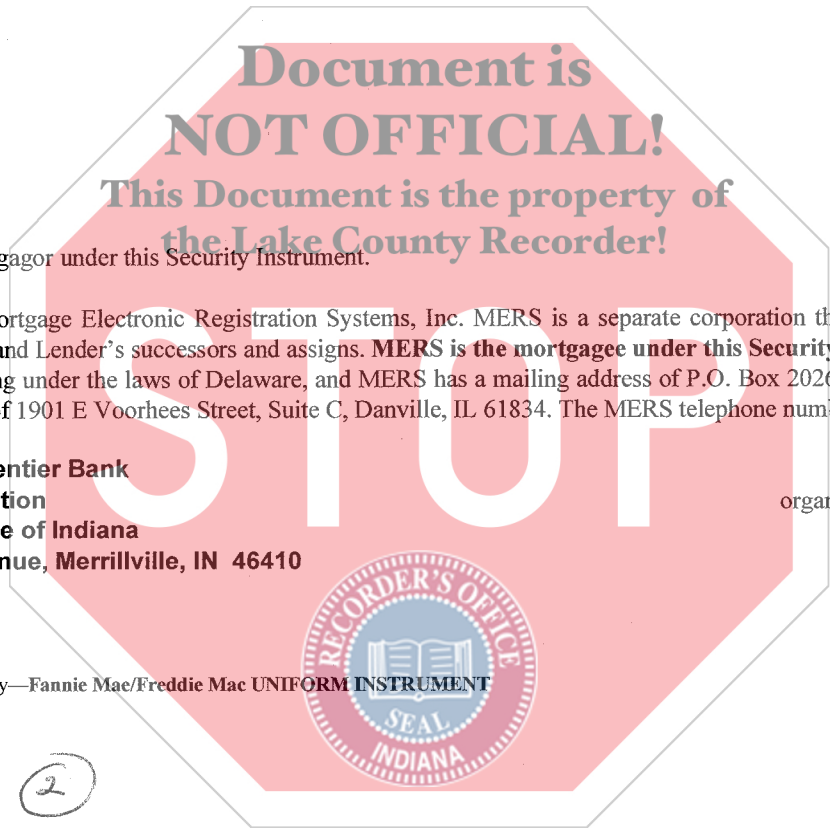 Document is
NOT OFFICIAL!
This Document is the property of
the Lake County Recorder!
gagor under this Security Instrument.
ortgage Electronic Registration Systems, Inc. MERS is a separate corporation th
and Lender's successors and assigns. MERS is the mortgagee under this Security
ng under the laws of Delaware, and MERS has a mailing address of P.O. Box 2026
f 1901 E Voorhees Street, Suite C, Danville, IL 61834. The MERS telephone num
STOP
entier Bank
tion organ
e of Indiana
nue, Merrillville, IN 46410
RECORDER'S OFFICE
SEAL
INDIANA
y—Fannie Mae/Freddie Mac UNIFORM INSTRUMENT
2